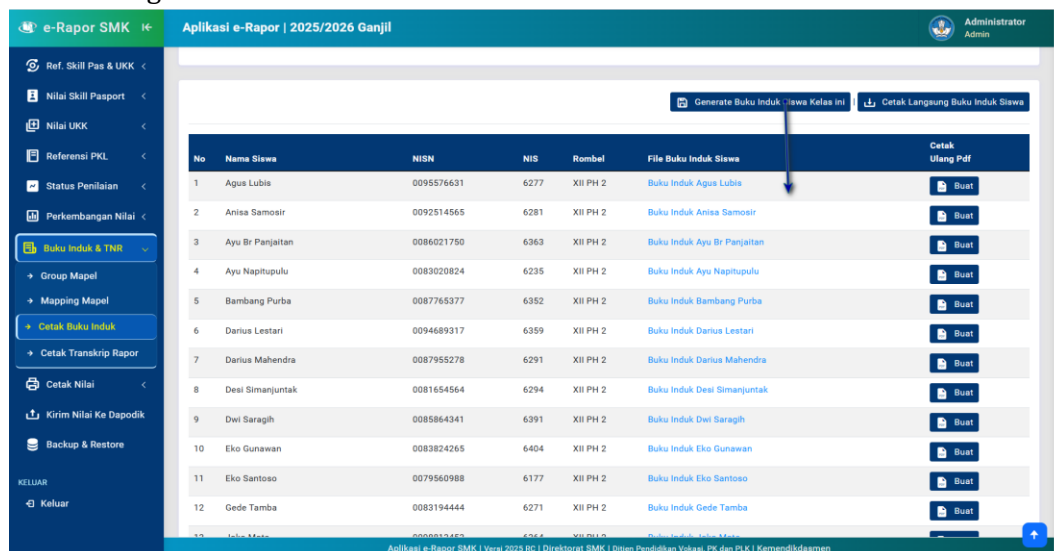 e-Rapor SMK
Aplikasi e-Rapor | 2025/2026 Ganjil
Administrator
Admin
Ref. Skill Pas & UKK
Nilai Skill Pasport
Nilai UKK
Referensi PKL
Status Penilaian
Perkembangan Nilai
Buku Induk & TNR
Group Mapel
Mapping Mapel
Cetak Buku Induk
Cetak Transkrip Rapor
Cetak Nilai
Kirim Nilai Ke Dapodik
Backup & Restore
KELUAR
Keluar
Generate Buku Induk Siswa Kelas ini | Cetak Langsung Buku Induk Siswa
No Nama Siswa NISN NIS Rombel File Buku Induk Siswa Cetak Ulang Pdf
1 Agus Lubis 0095576631 6277 XII PH 2 Buku Induk Agus Lubis Buat
2 Anisa Samosir 0092514565 6281 XII PH 2 Buku Induk Anisa Samosir Buat
3 Ayu Br Panjaitan 0086021750 6363 XII PH 2 Buku Induk Ayu Br Panjaitan Buat
4 Ayu Napitupulu 0083020824 6235 XII PH 2 Buku Induk Ayu Napitupulu Buat
5 Bambang Purba 0087765377 6352 XII PH 2 Buku Induk Bambang Purba Buat
6 Darius Lestari 0094689317 6359 XII PH 2 Buku Induk Darius Lestari Buat
7 Darius Mahendra 0087955278 6291 XII PH 2 Buku Induk Darius Mahendra Buat
8 Desi Simanjuntak 0081654564 6294 XII PH 2 Buku Induk Desi Simanjuntak Buat
9 Dwi Saragih 0085864341 6391 XII PH 2 Buku Induk Dwi Saragih Buat
10 Eko Gunawan 0083824265 6404 XII PH 2 Buku Induk Eko Gunawan Buat
11 Eko Santoso 0079560988 6177 XII PH 2 Buku Induk Eko Santoso Buat
12 Gede Tamba 0083194444 6271 XII PH 2 Buku Induk Gede Tamba Buat
Aplikasi e-Rapor SMK | Versi 2025 RC | Direktorat SMK | Ditjen Pendidikan Vokasi, PK dan PLK | Kemendikdasmen